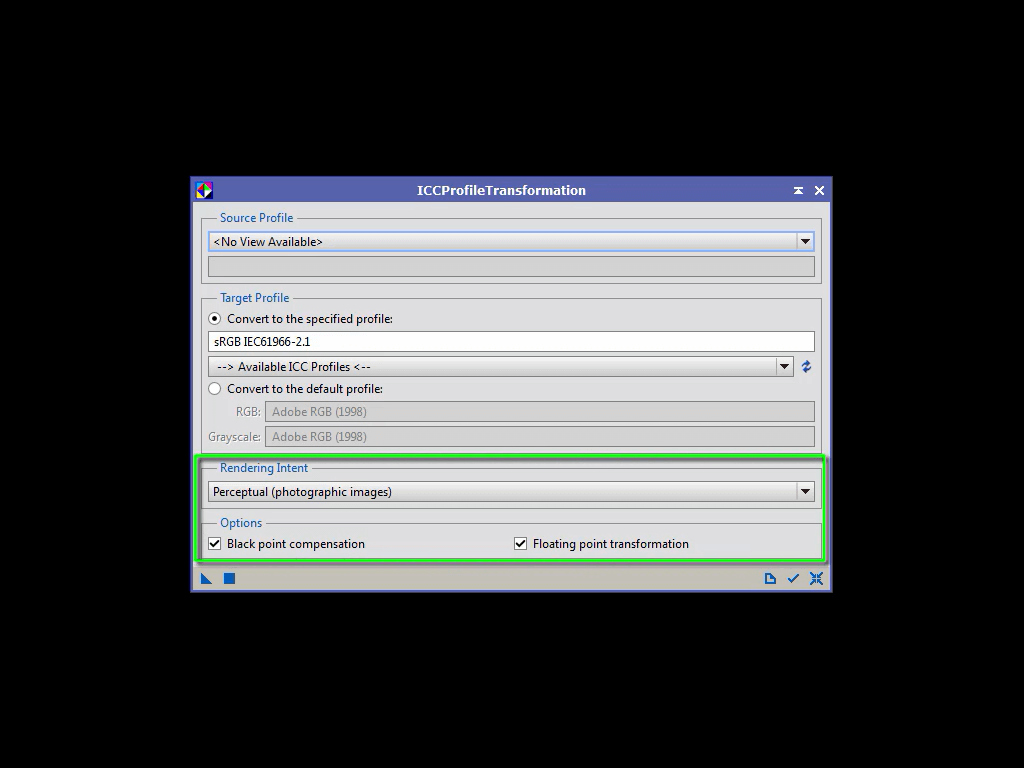 ICCProfileTransformation
Source Profile
<No View Available>
Target Profile
Convert to the specified profile:
sRGB IEC61966-2.1
--> Available ICC Profiles <--
Convert to the default profile:
RGB: Adobe RGB (1998)
Grayscale: Adobe RGB (1998)
Rendering Intent
Perceptual (photographic images)
Options
Black point compensation Floating point transformation